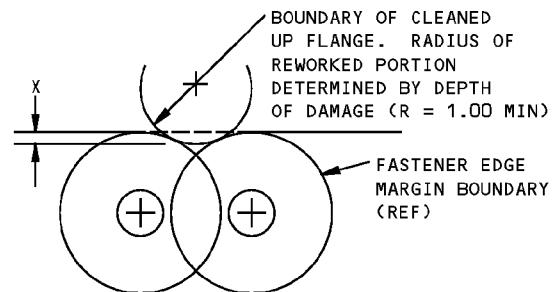 BOUNDARY OF CLEANED
UP FLANGE. RADIUS OF
REWORKED PORTION
DETERMINED BY DEPTH
OF DAMAGE (R = 1.00 MIN)
X
FASTENER EDGE
MARGIN BOUNDARY
(REF)